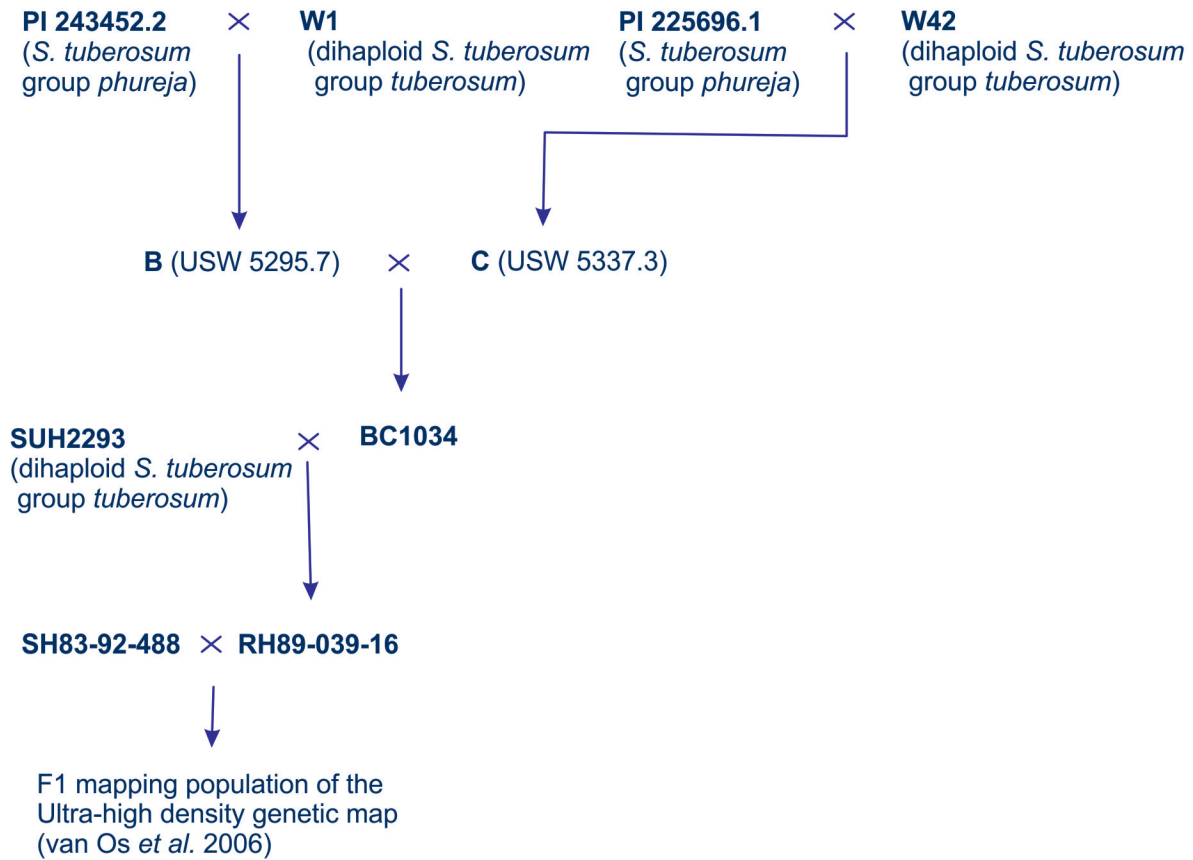 PI 243452.2 × W1 PI 225696.1 × W42
(S. tuberosum (dihaploid S. tuberosum (S. tuberosum (dihaploid S. tuberosum
group phureja) group tuberosum) group phureja) group tuberosum)
B (USW 5295.7) × C (USW 5337.3)
SUH2293 × BC1034
(dihaploid S. tuberosum
group tuberosum)
SH83-92-488 × RH89-039-16
F1 mapping population of the
Ultra-high density genetic map
(van Os et al. 2006)